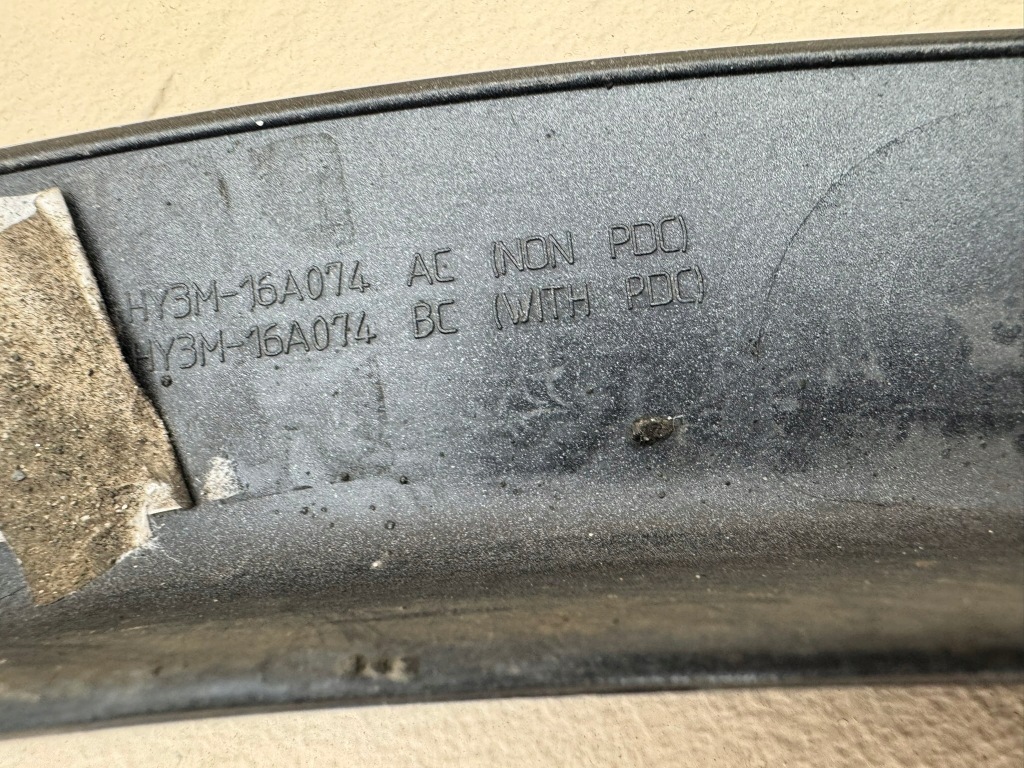 HY3M-16A074 AC (NON PDC)
HY3M-16A074 BC (WITH PDC)